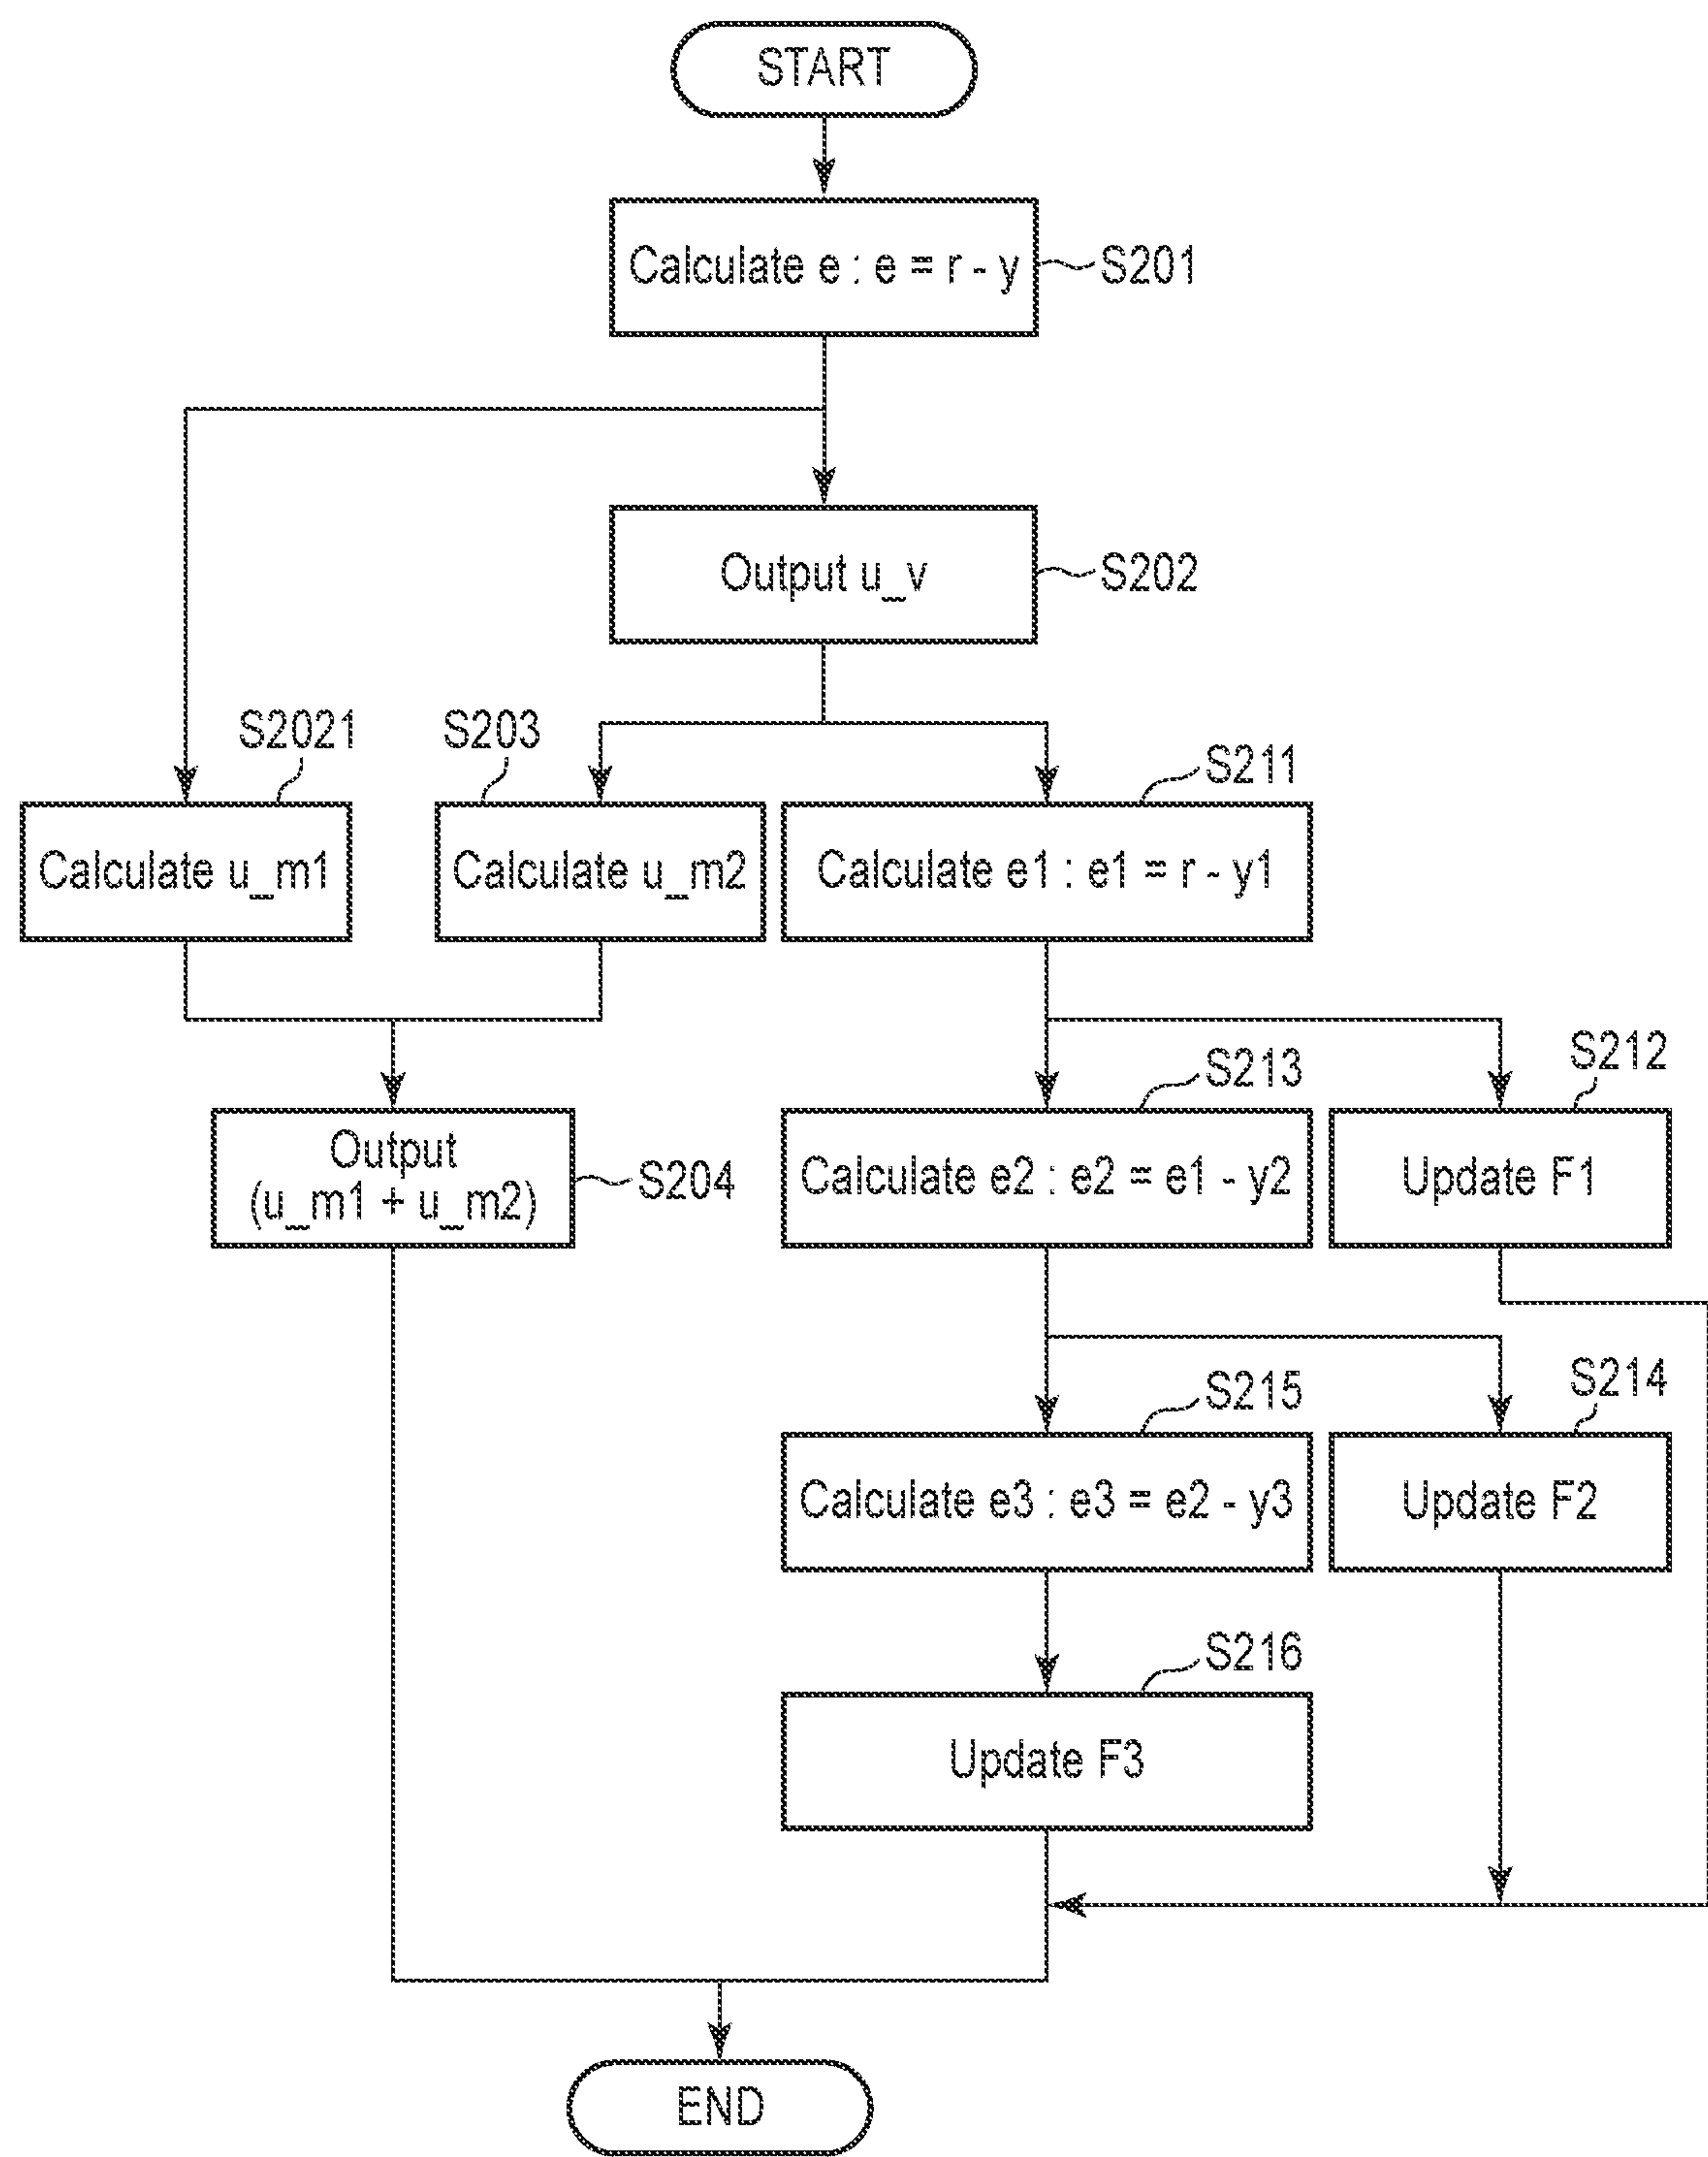 START
Calculate e : e = r - y
S201
Output u_v
S202
S2021
S203
S211
Calculate u_m1
Calculate u_m2
Calculate e1 : e1 = r - y1
S213
S212
Output
(u_m1 + u_m2)
S204
Calculate e2 : e2 = e1 - y2
Update F1
S215
S214
Calculate e3 : e3 = e2 - y3
Update F2
S216
Update F3
END